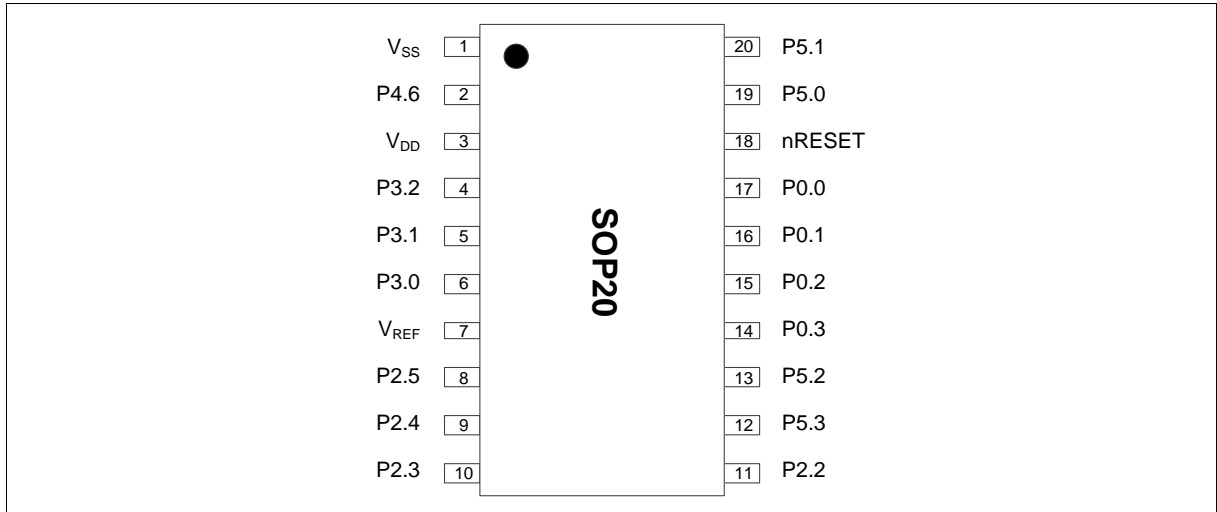 V_SS 1 20 P5.1
P4.6 2 19 P5.0
V_DD 3 18 nRESET
P3.2 4 17 P0.0
P3.1 5 16 P0.1
P3.0 6 15 P0.2
V_REF 7 14 P0.3
P2.5 8 13 P5.2
P2.4 9 12 P5.3
P2.3 10 11 P2.2
SOP20